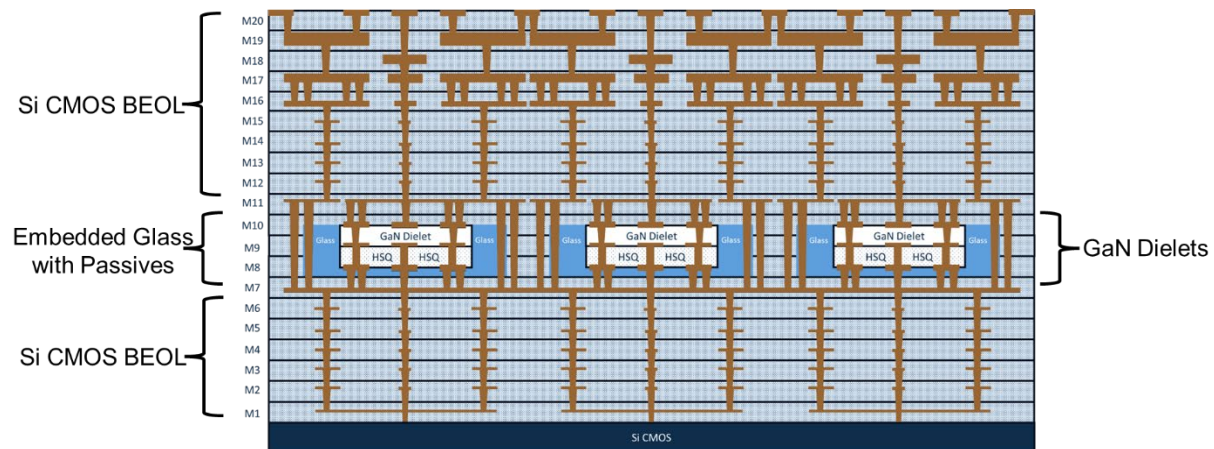 M20
M19
M18
M17
Si CMOS BEOL
M16
M15
M14
M13
M12
M11
M10
Embedded Glass
with Passives
M9
M8
M7
Glass
GaN Dielet
HSQ HSQ
Glass
Glass
GaN Dielet
HSQ HSQ
Glass
Glass
GaN Dielet
HSQ HSQ
Glass
GaN Dielets
M6
M5
Si CMOS BEOL
M4
M3
M2
M1
Si CMOS